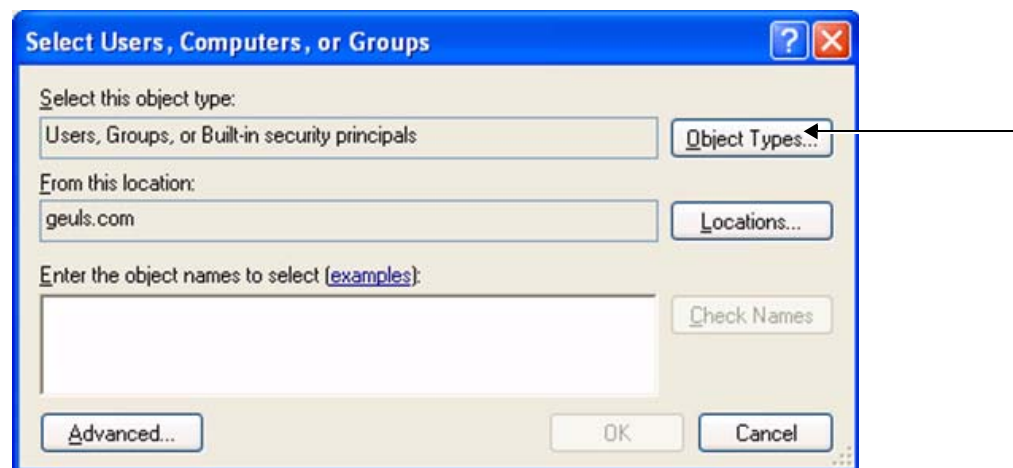 Select Users, Computers, or Groups
Select this object type:
Users, Groups, or Built-in security principals
Object Types...
From this location:
geuls.com
Locations...
Enter the object names to select (examples):
Check Names
Advanced...
OK
Cancel